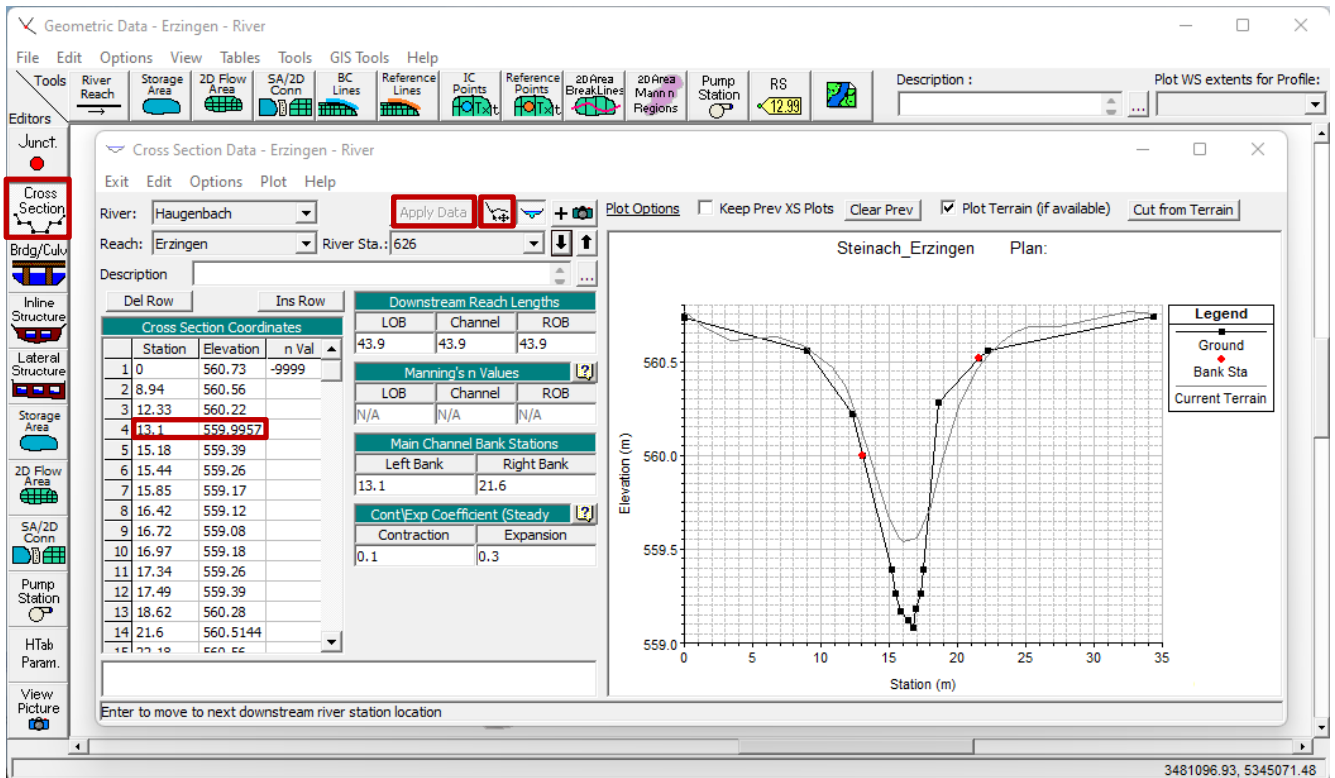 Geometric Data - Erzingen - River
File Edit Options View Tables Tools GIS Tools Help
Tools
Editors
River Reach
Storage Area
2D Flow Area
SA/2D Conn
BC Lines
Reference Lines
IC Points
Reference Points
2D Area BreakLines
2D Area Mann n Regions
Pump Station
RS
12.99
Description :
...
Plot WS extents for Profile:
Junct.
Cross Section
Brdg/Culv
Inline Structure
Lateral Structure
Storage Area
2D Flow Area
SA/2D Conn
Pump Station
HTab Param.
View Picture
Cross Section Data - Erzingen - River
Exit Edit Options Plot Help
River: Haugenbach
Apply Data
Plot Options
Keep Prev XS Plots
Clear Prev
Plot Terrain (if available)
Cut from Terrain
Reach: Erzingen
River Sta.: 626
Description
...
Del Row
Ins Row
Cross Section Coordinates
Station Elevation n Val
1 0 560.73 -9999
2 8.94 560.56
3 12.33 560.22
4 13.1 559.9957
5 15.18 559.39
6 15.44 559.26
7 15.85 559.17
8 16.42 559.12
9 16.72 559.08
10 16.97 559.18
11 17.34 559.26
12 17.49 559.39
13 18.62 560.28
14 21.6 560.5144
15 22.18 560.56
Downstream Reach Lengths
LOB Channel ROB
43.9 43.9 43.9
Manning's n Values
LOB Channel ROB
N/A N/A N/A
Main Channel Bank Stations
Left Bank Right Bank
13.1 21.6
Cont\Exp Coefficient (Steady
Contraction Expansion
0.1 0.3
Enter to move to next downstream river station location
Steinach_Erzingen Plan:
Elevation (m)
560.5
560.0
559.5
559.0
0 5 10 15 20 25 30 35
Station (m)
Legend
Ground
Bank Sta
Current Terrain
3481096.93, 5345071.48